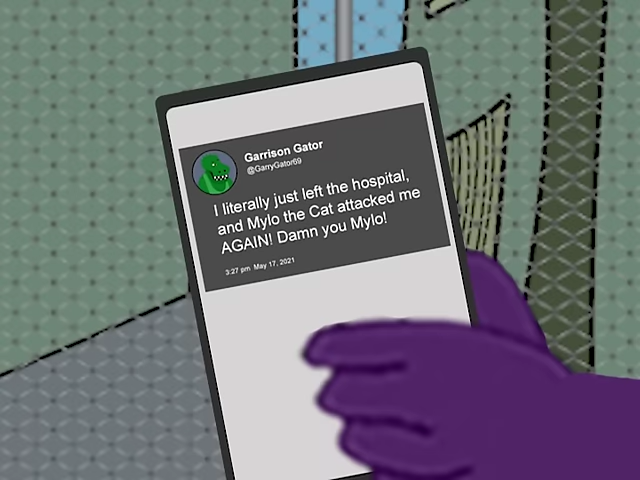 Garrison Gator
@GarryGator69
I literally just left the hospital,
and Mylo the Cat attacked me
AGAIN! Damn you Mylo!
3:27 pm May 17, 2021